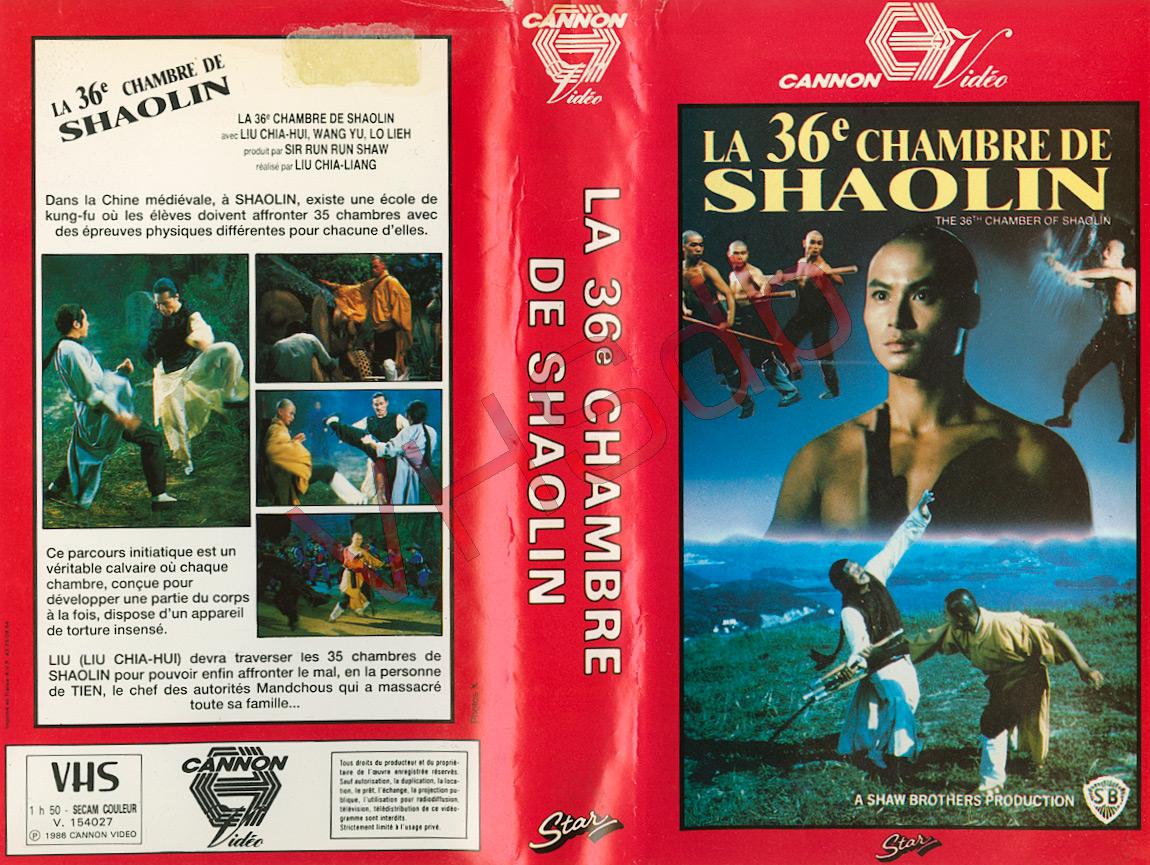 LA 36e CHAMBRE DE
SHAOLIN
LA 36e CHAMBRE DE SHAOLIN
avec LIU CHIA-HUI, WANG YU, LO LIEH
produit par SIR RUN RUN SHAW
réalisé par LIU CHIA-LIANG
Dans la Chine médiévale, à SHAOLIN, existe une école de
kung-fu où les élèves doivent affronter 35 chambres avec
des épreuves physiques différentes pour chacune d'elles.
Ce parcours initiatique est un
véritable calvaire où chaque
chambre, conçue pour
développer une partie du corps
à la fois, dispose d'un appareil
de torture insensé.
LIU (LIU CHIA-HUI) devra traverser les 35 chambres de
SHAOLIN pour pouvoir enfin affronter le mal, en la personne
de TIEN, le chef des autorités Mandchous qui a massacré
toute sa famille...
Photos X
VHS
1 h 50 - SECAM COULEUR
V. 154027
℗ 1986 CANNON VIDEO
CANNON
Vidéo
Tous droits du producteur et du proprié-
taire de l'œuvre enregistrée réservés.
Sauf autorisation, la duplication, la loca-
tion, le prêt, l'échange, la projection pu-
blique, l'utilisation pour radiodiffusion,
télévision, télédistribution de ce vidéo-
gramme sont interdits.
Strictement limité à l'usage privé.
CANNON
Vidéo
LA 36e CHAMBRE
DE SHAOLIN
Star
CANNON Vidéo
LA 36e CHAMBRE DE
SHAOLIN
THE 36TH CHAMBER OF SHAOLIN
A SHAW BROTHERS PRODUCTION
SB
Star
VHSdp